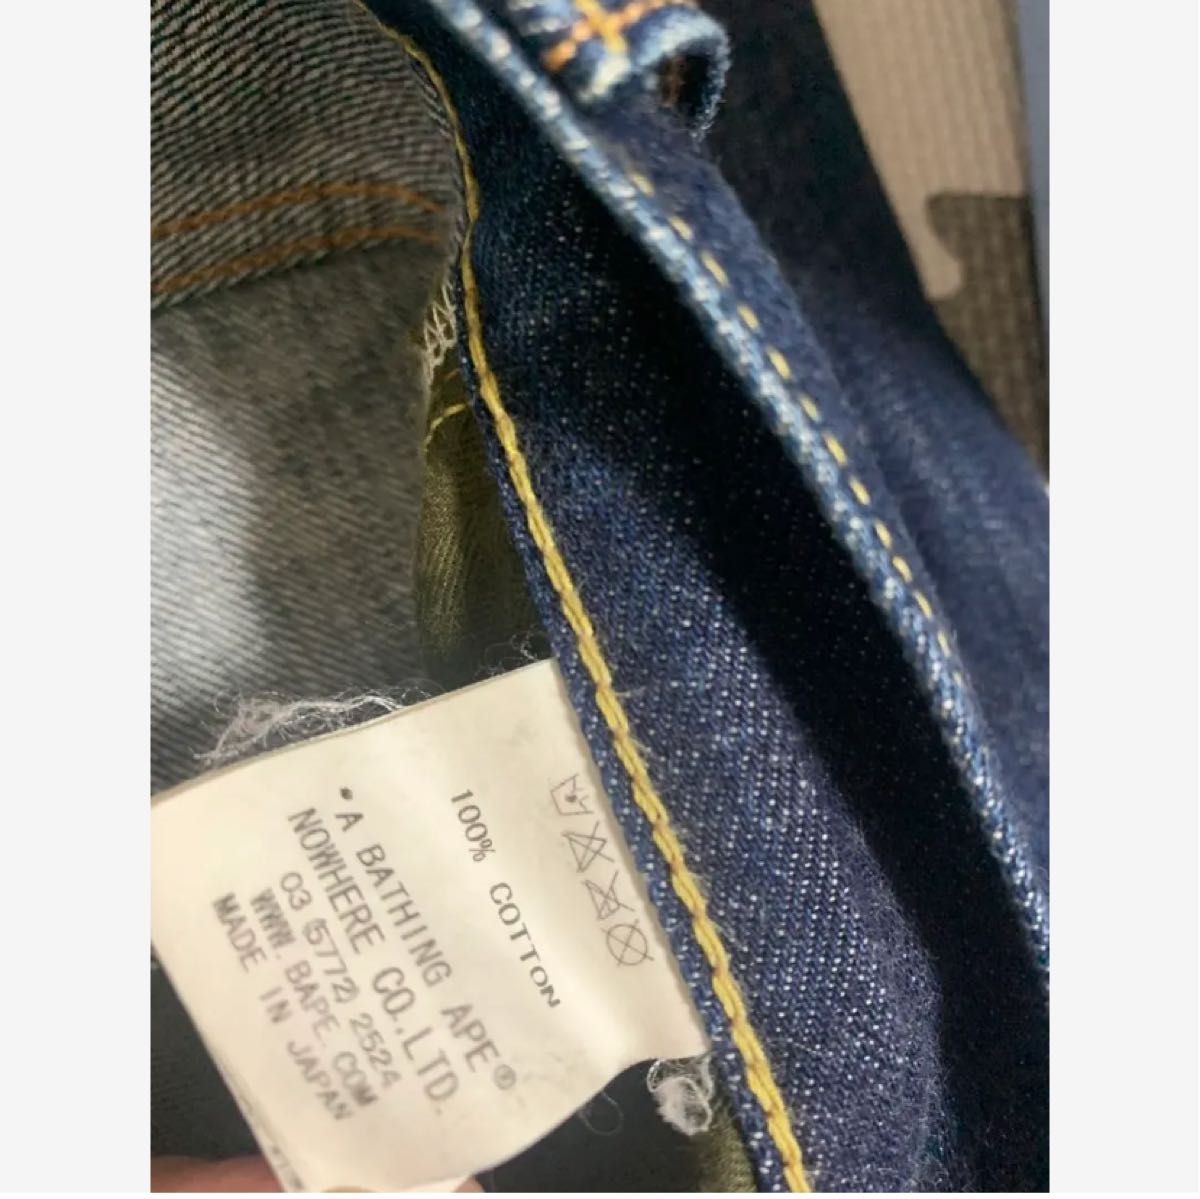 100% COTTON
•A BATHING APE®
NOWHERE CO.,LTD.
03 (5772) 2524
WWW.BAPE.COM
MADE IN JAPAN